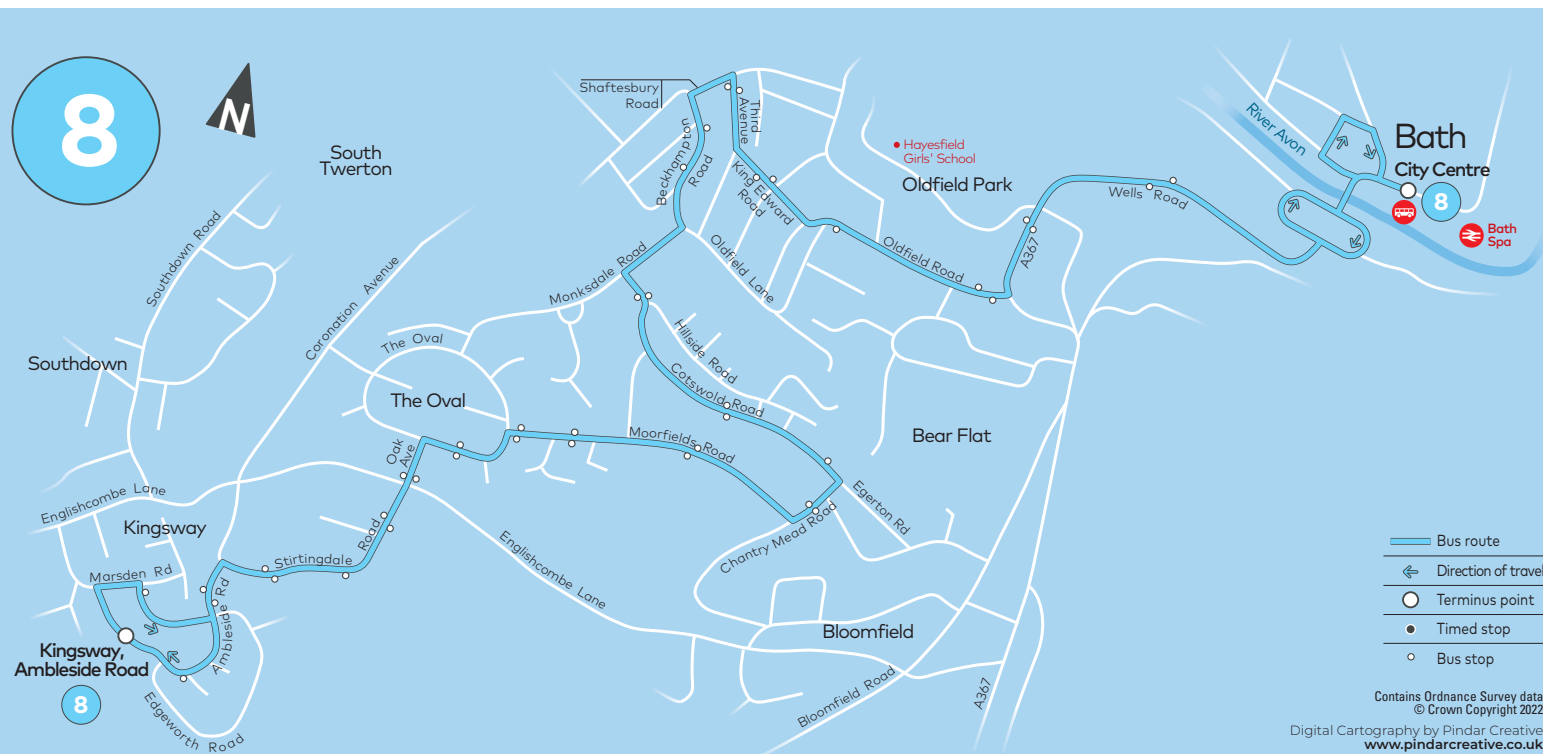 8
N
South
Twerton
Shaftesbury
Road
Beckhampton
Road
Third
Avenue
King Edward
Road
Hayesfield
Girls' School
Oldfield Park
River Avon
Bath
City Centre
8
Bath
Spa
Wells Road
A367
Oldfield Road
Oldfield Lane
Monksdale Road
Southdown Road
Coronation Avenue
Southdown
The Oval
The Oval
Hillside Road
Cotswold Road
Bear Flat
Moorfields Road
Oak
Ave
Egerton Rd
Chantry Mead Road
Englishcombe Lane
Kingsway
Stirtingdale
Road
Englishcombe Lane
Marsden Rd
Ambleside Rd
Bloomfield
Kingsway,
Ambleside Road
8
Edgeworth Road
Bloomfield Road
A367
Bus route
Direction of travel
Terminus point
Timed stop
Bus stop
Contains Ordnance Survey data
© Crown Copyright 2022
Digital Cartography by Pindar Creative
www.pindarcreative.co.uk